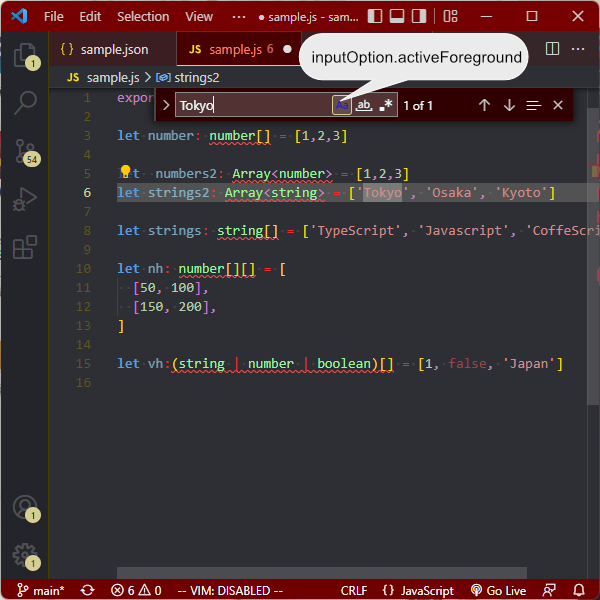 File Edit Selection View ··· ● sample.js - sam...
{ } sample.json JS sample.js 6 ●
inputOption.activeForeground
JS sample.js > strings2
Tokyo Aa ab 1 of 1
1 expor
2
3 let number: number[] = [1,2,3]
4
5 let numbers2: Array<number> = [1,2,3]
6 let strings2: Array<string> = ['Tokyo', 'Osaka', 'Kyoto']
7
8 let strings: string[] = ['TypeScript', 'Javascript', 'CoffeScri
9
10 let nh: number[][] = [
11 [50, 100],
12 [150, 200],
13 ]
14
15 let vh:(string | number | boolean)[] = [1, false, 'Japan']
16
1
54
1
1
main* 6 0 -- VIM: DISABLED -- CRLF { } JavaScript Go Live